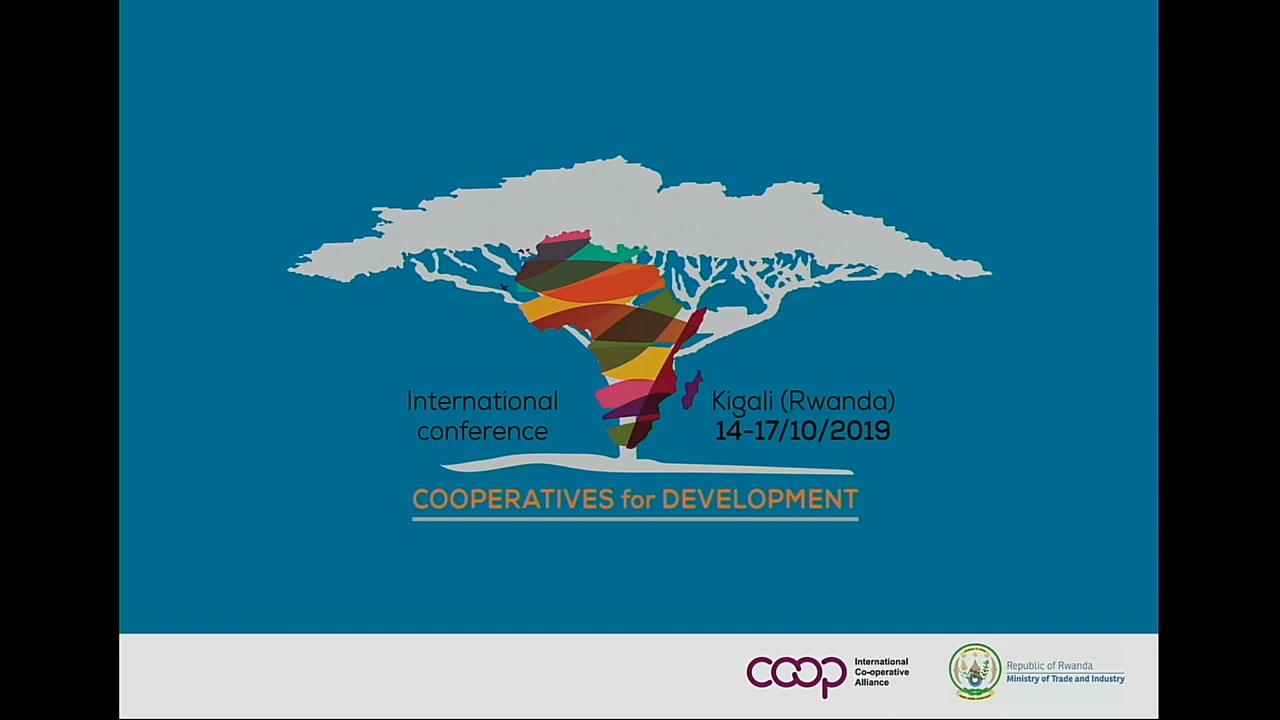 International
conference
Kigali (Rwanda)
14-17/10/2019
COOPERATIVES for DEVELOPMENT
coop
International
Co-operative
Alliance
Republic of Rwanda
Ministry of Trade and Industry